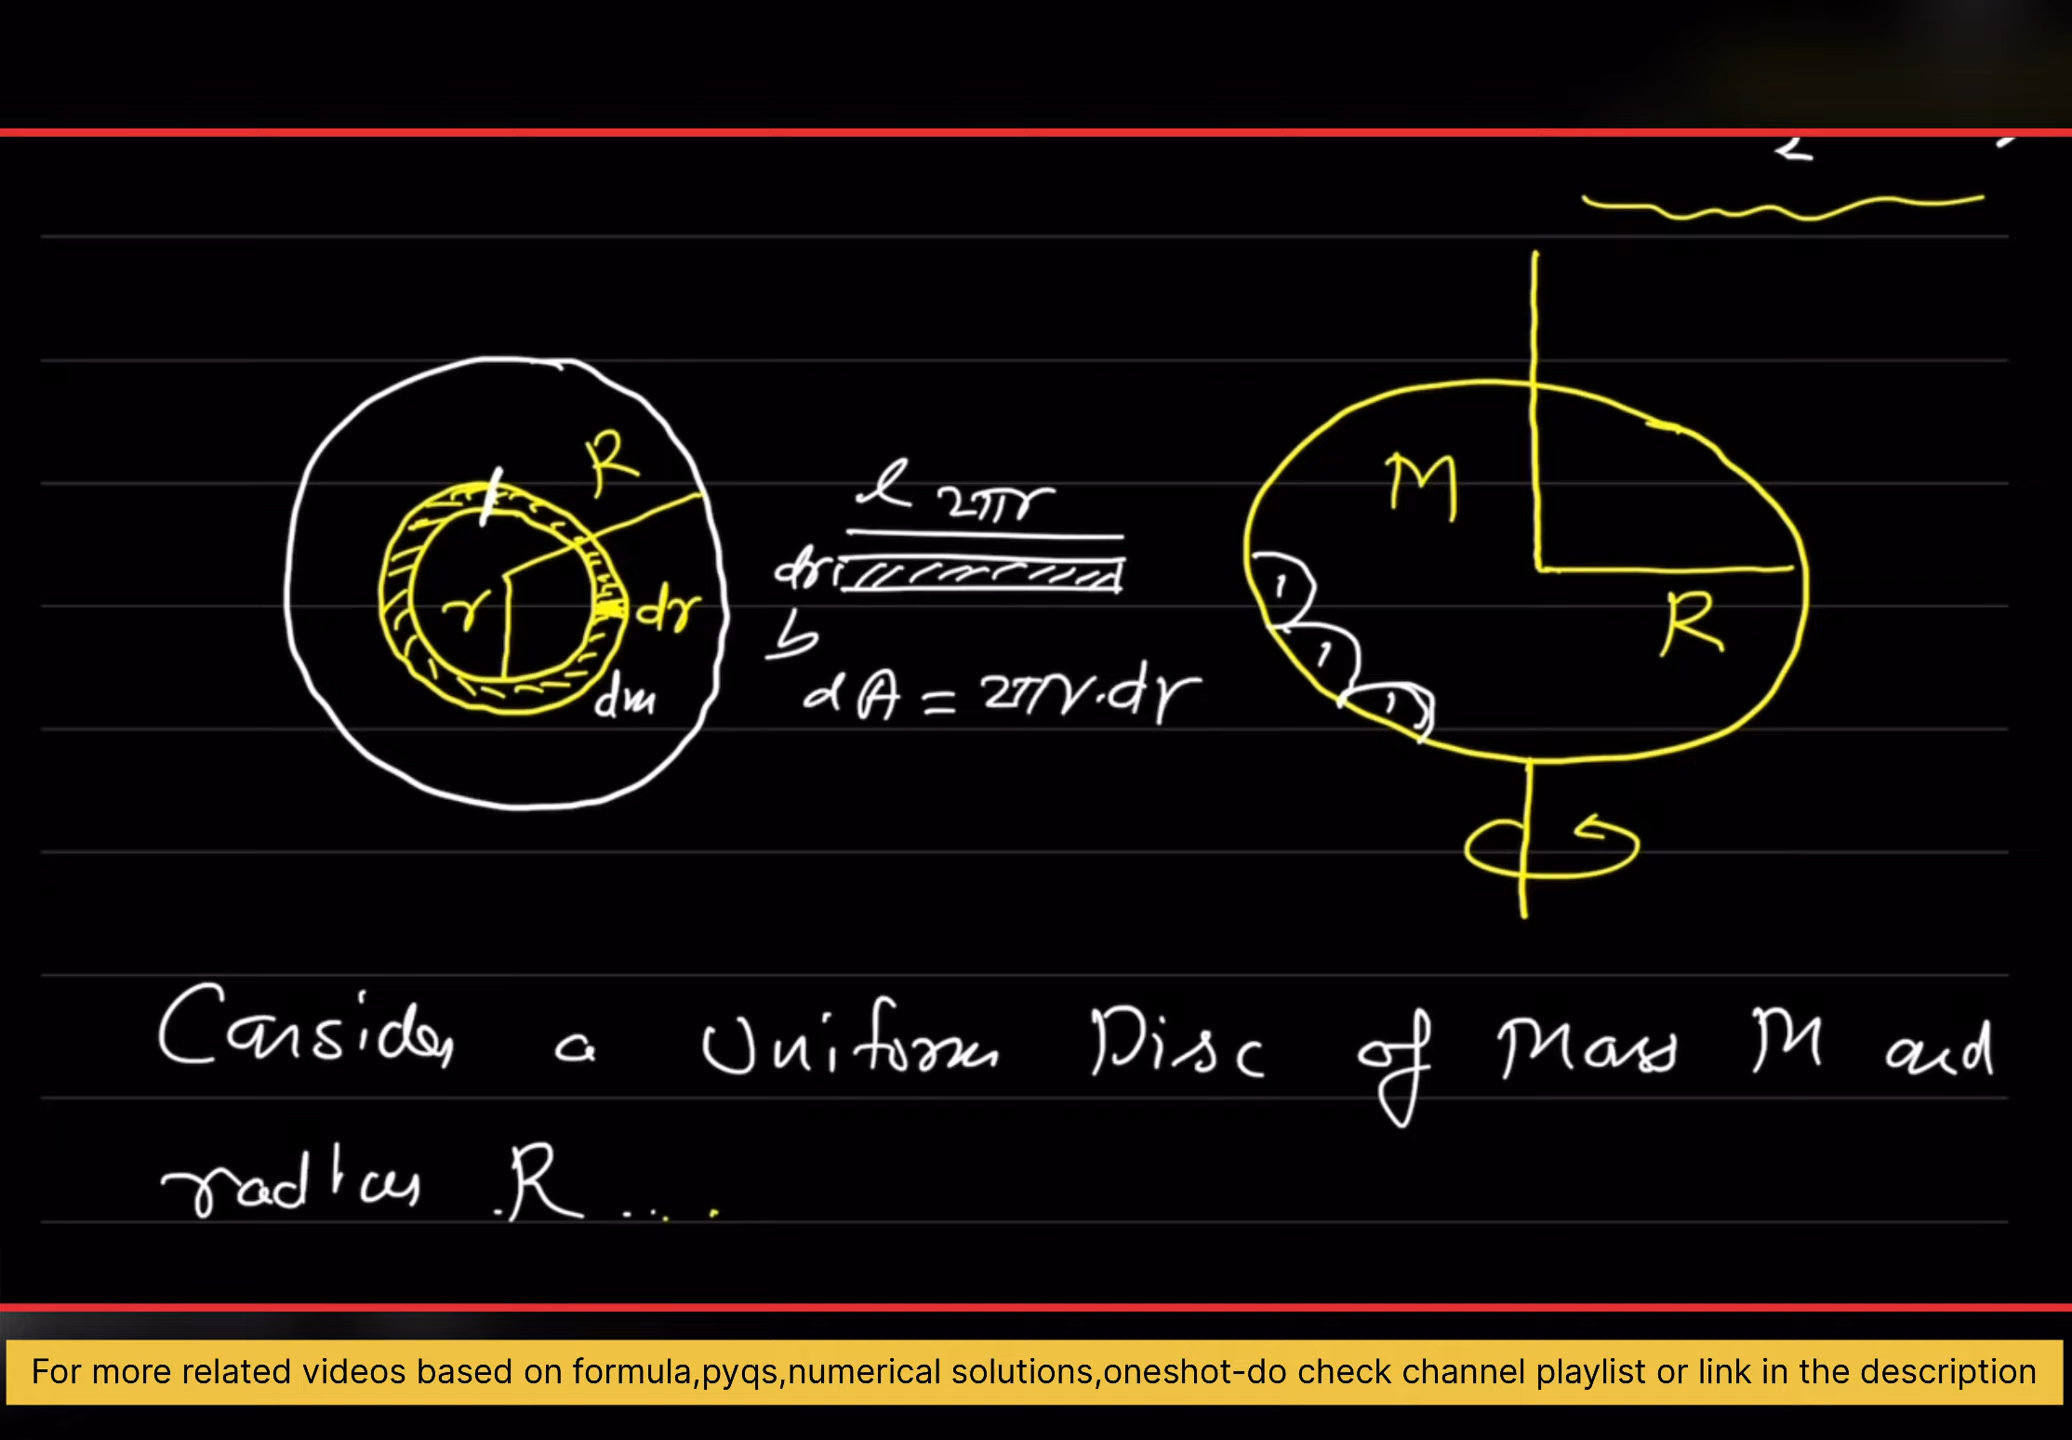 2
R
l 2πr
M
dr
r dr
R
b
dm
dA = 2πr.dr
Consider a Uniform Disc of Mass M and
radius R ....
For more related videos based on formula,pyqs,numerical solutions,oneshot-do check channel playlist or link in the description